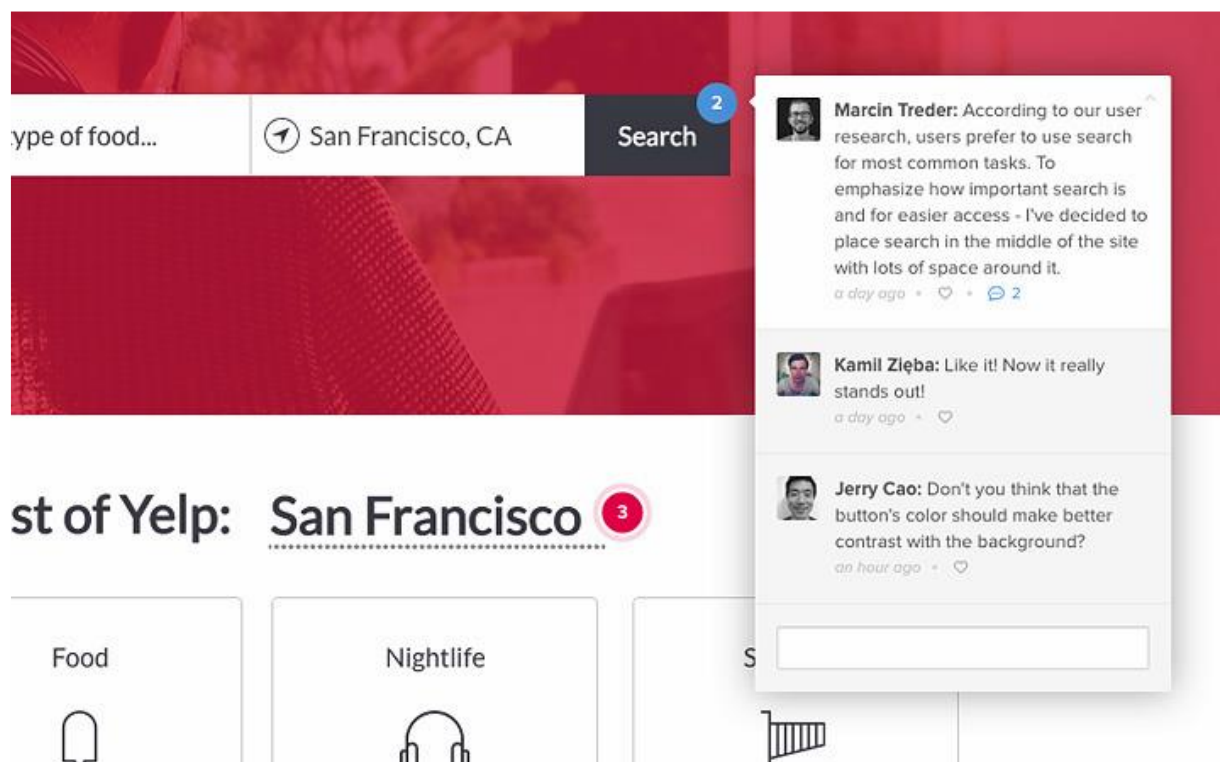 ype of food...
San Francisco, CA
Search
2
Marcin Treder: According to our user
research, users prefer to use search
for most common tasks. To
emphasize how important search is
and for easier access - I've decided to
place search in the middle of the site
with lots of space around it.
a day ago • • 2
Kamil Zięba: Like it! Now it really
stands out!
a day ago •
Jerry Cao: Don't you think that the
button's color should make better
contrast with the background?
an hour ago •
st of Yelp: San Francisco 3
Food
Nightlife
S